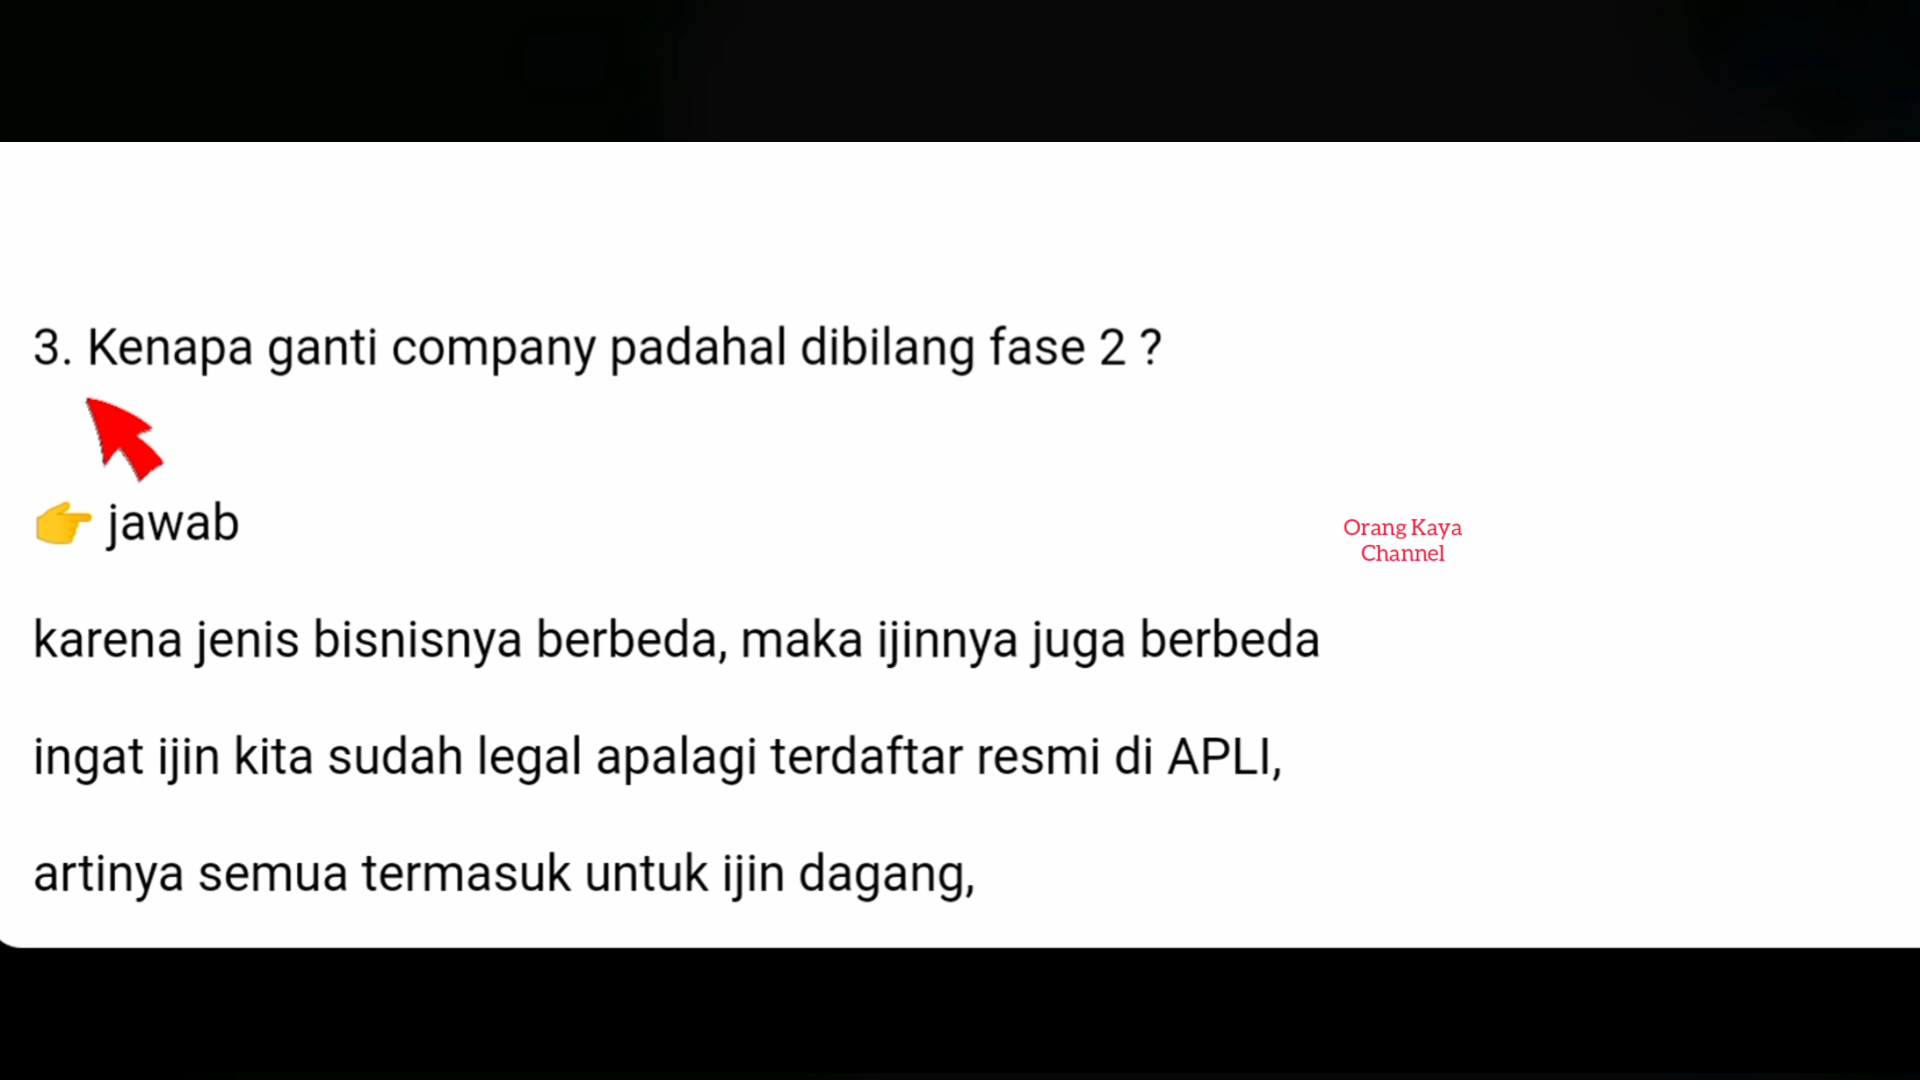 3. Kenapa ganti company padahal dibilang fase 2 ?
👉 jawab
Orang Kaya
Channel
karena jenis bisnisnya berbeda, maka ijinnya juga berbeda
ingat ijin kita sudah legal apalagi terdaftar resmi di APLI,
artinya semua termasuk untuk ijin dagang,